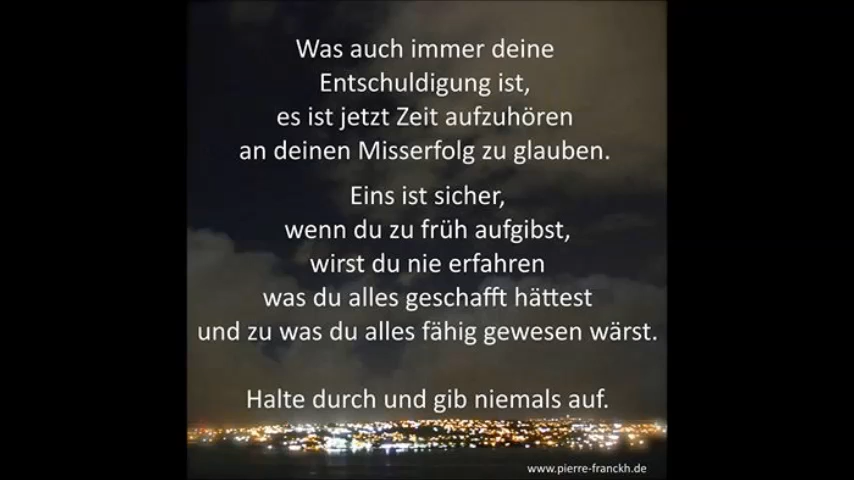 Was auch immer deine
Entschuldigung ist,
es ist jetzt Zeit aufzuhören
an deinen Misserfolg zu glauben.
Eins ist sicher,
wenn du zu früh aufgibst,
wirst du nie erfahren
was du alles geschafft hättest
und zu was du alles fähig gewesen wärst.
Halte durch und gib niemals auf.
www.pierre-franckh.de